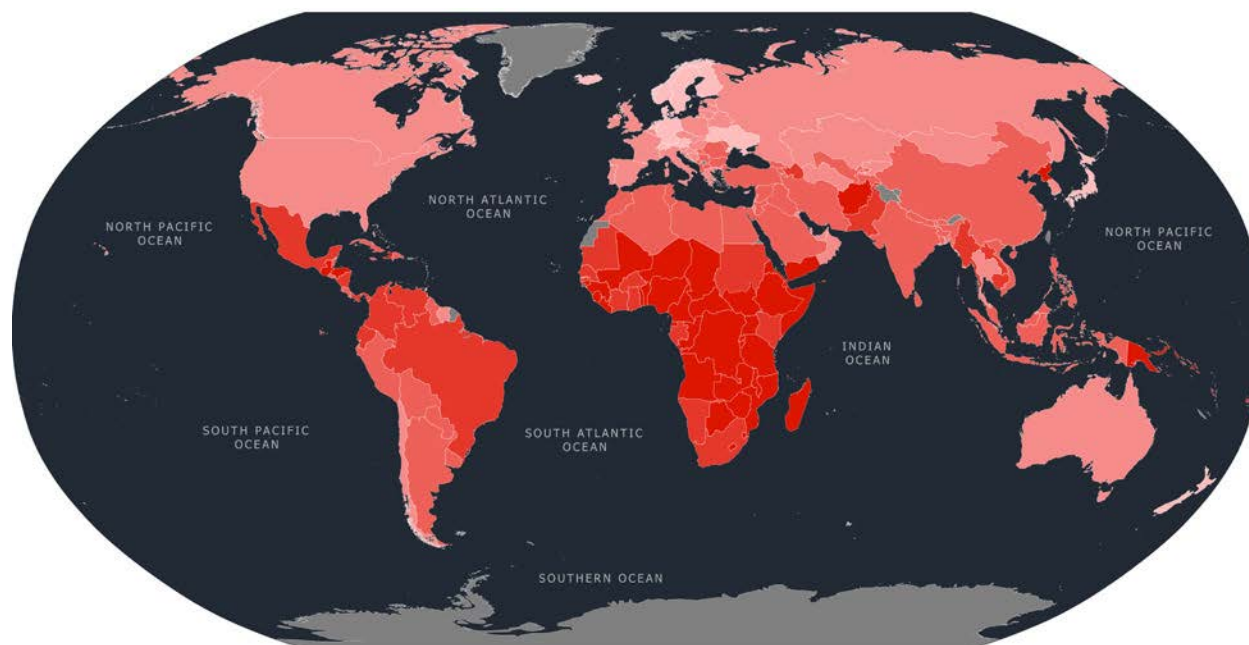 NORTH ATLANTIC
OCEAN
NORTH PACIFIC
OCEAN
NORTH PACIFIC
OCEAN
INDIAN
OCEAN
SOUTH PACIFIC
OCEAN
SOUTH ATLANTIC
OCEAN
SOUTHERN OCEAN